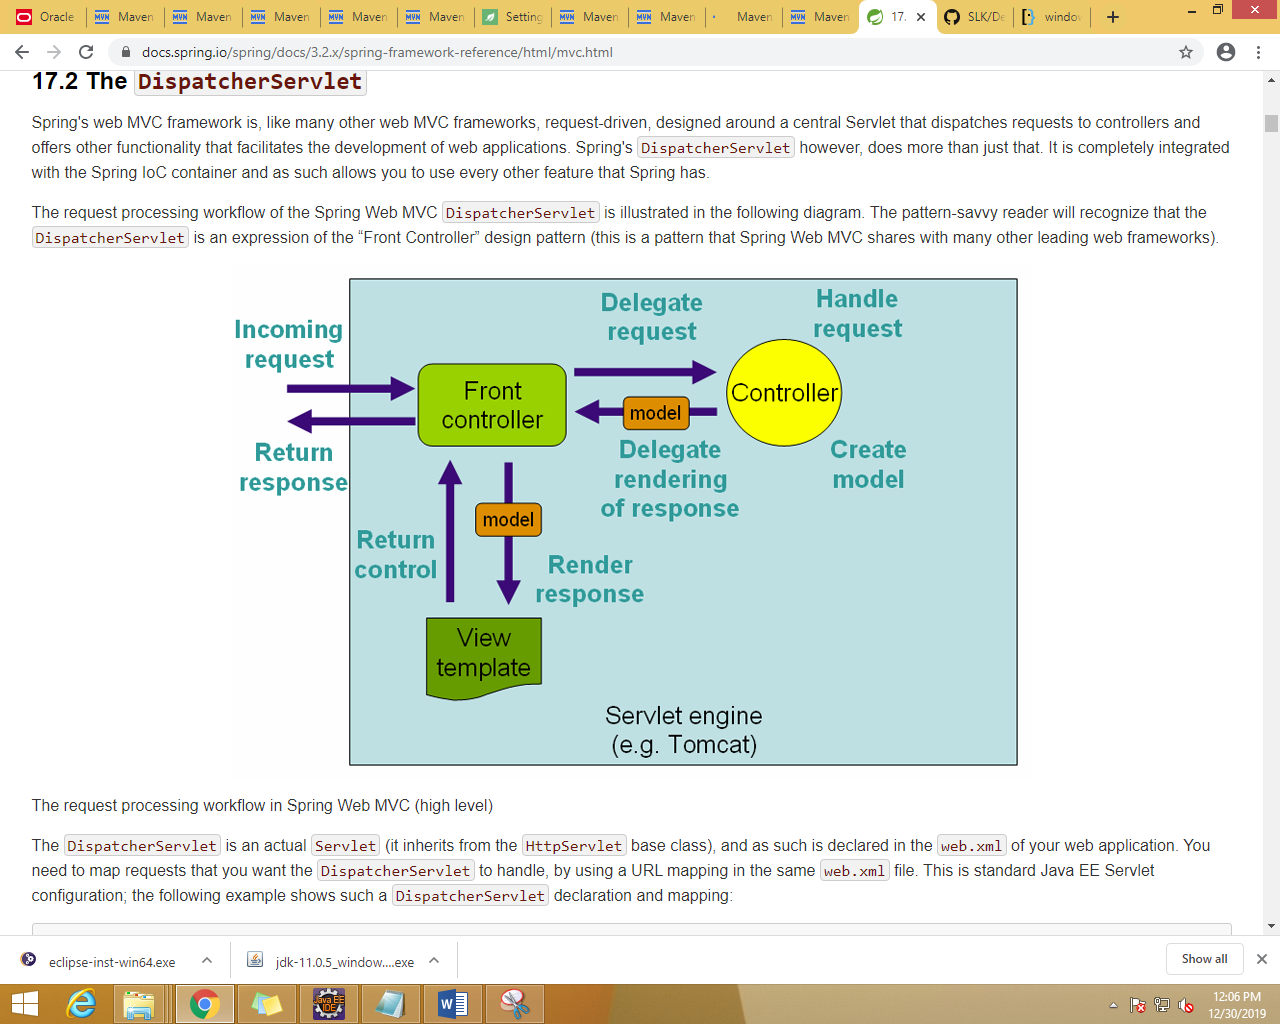 Oracle
Maven
Maven
Maven
Maven
Maven
Setting
Maven
Maven
Maven
Maven
17.
SLK/De
window
docs.spring.io/spring/docs/3.2.x/spring-framework-reference/html/mvc.html
17.2 The DispatcherServlet
Spring's web MVC framework is, like many other web MVC frameworks, request-driven, designed around a central Servlet that dispatches requests to controllers and
offers other functionality that facilitates the development of web applications. Spring's DispatcherServlet however, does more than just that. It is completely integrated
with the Spring IoC container and as such allows you to use every other feature that Spring has.
The request processing workflow of the Spring Web MVC DispatcherServlet is illustrated in the following diagram. The pattern-savvy reader will recognize that the
DispatcherServlet is an expression of the “Front Controller” design pattern (this is a pattern that Spring Web MVC shares with many other leading web frameworks).
Incoming
request
Return
response
Front
controller
Delegate
request
Handle
request
Controller
model
Delegate
rendering
of response
Create
model
Return
control
model
Render
response
View
template
Servlet engine
(e.g. Tomcat)
The request processing workflow in Spring Web MVC (high level)
The DispatcherServlet is an actual Servlet (it inherits from the HttpServlet base class), and as such is declared in the web.xml of your web application. You
need to map requests that you want the DispatcherServlet to handle, by using a URL mapping in the same web.xml file. This is standard Java EE Servlet
configuration; the following example shows such a DispatcherServlet declaration and mapping:
eclipse-inst-win64.exe
jdk-11.0.5_window....exe
Show all
Java EE
IDE
12:06 PM
12/30/2019